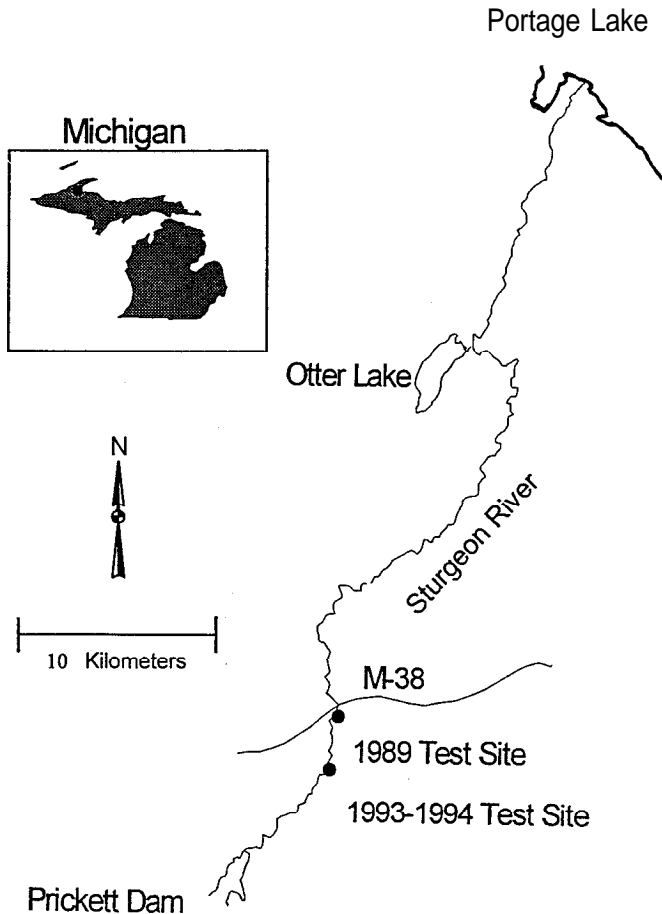 Portage Lake
Michigan
Otter Lake
N
Sturgeon River
10 Kilometers
M-38
1989 Test Site
1993-1994 Test Site
Prickett Dam